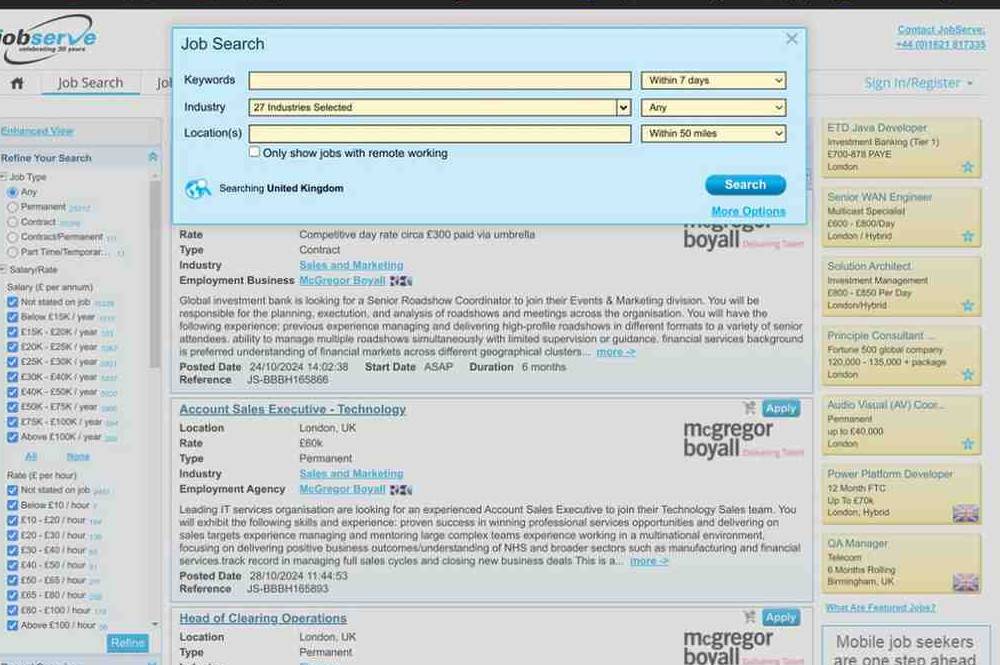 jobserve
celebrating 30 years
Contact JobServe:
+44 (0)1621 817335
Job Search
Sign In/Register
Job Search
Keywords
Within 7 days
Industry
27 Industries Selected
Any
Location(s)
Within 50 miles
Only show jobs with remote working
Searching United Kingdom
Search
More Options
Enhanced View
Refine Your Search
Job Type
Any
Permanent
Contract
Contract/Permanent
Part Time/Temporar...
Salary/Rate
Salary (£ per annum)
Not stated on job
Below £15K / year
£15K - £20K / year
£20K - £25K / year
£25K - £30K / year
£30K - £40K / year
£40K - £50K / year
£50K - £75K / year
£75K - £100K / year
Above £100K / year
All None
Rate (£ per hour)
Not stated on job
Below £10 / hour
£10 - £20 / hour
£20 - £30 / hour
£30 - £40 / hour
£40 - £50 / hour
£50 - £65 / hour
£65 - £80 / hour
£80 - £100 / hour
Above £100 / hour
Refine
Rate Competitive day rate circa £300 paid via umbrella
Type Contract
Industry Sales and Marketing
Employment Business McGregor Boyall
mcgregor
boyall Delivering Talent
Global investment bank is looking for a Senior Roadshow Coordinator to join their Events & Marketing division. You will be
responsible for the planning, exectution, and analysis of roadshows and meetings across the organisation. You will have the
following experience: previous experience managing and delivering high-profile roadshows in different formats to a variety of senior
attendees. ability to manage multiple roadshows simultaneously with limited supervision or guidance. financial services background
is preferred understanding of financial markets across different geographical clusters... more ->
Posted Date 24/10/2024 14:02:38 Start Date ASAP Duration 6 months
Reference JS-BBBH165866
Account Sales Executive - Technology
Apply
Location London, UK
Rate £60k
Type Permanent
Industry Sales and Marketing
Employment Agency McGregor Boyall
mcgregor
boyall Delivering Talent
Leading IT services organisation are looking for an experienced Account Sales Executive to join their Technology Sales team. You
will exhibit the following skills and experience: proven success in winning professional services opportunities and delivering on
sales targets experience managing and mentoring large complex teams experience working in a multinational environment,
focusing on delivering positive business outcomes/understanding of NHS and broader sectors such as manufacturing and financial
services.track record in managing full sales cycles and closing new business deals This is a... more ->
Posted Date 28/10/2024 11:44:53
Reference JS-BBBH165893
Head of Clearing Operations
Apply
Location London, UK
Type Permanent
mcgregor
boyall Delivering Talent
ETD Java Developer
Investment Banking (Tier 1)
£700-878 PAYE
London
Senior WAN Engineer
Multicast Specialist
£600 - £800/Day
London / Hybrid
Solution Architect
Investment Management
£800 - £850 Per Day
London/Hybrid
Principle Consultant ...
Fortune 500 global company
120,000 - 135,000 + package
London
Audio Visual (AV) Coor...
Permanent
up to £40,000
London
Power Platform Developer
12 Month FTC
Up To £70k
London, Hybrid
QA Manager
Telecom
6 Months Rolling
Birmingham, UK
What Are Featured Jobs?
Mobile job seekers
are one step ahead